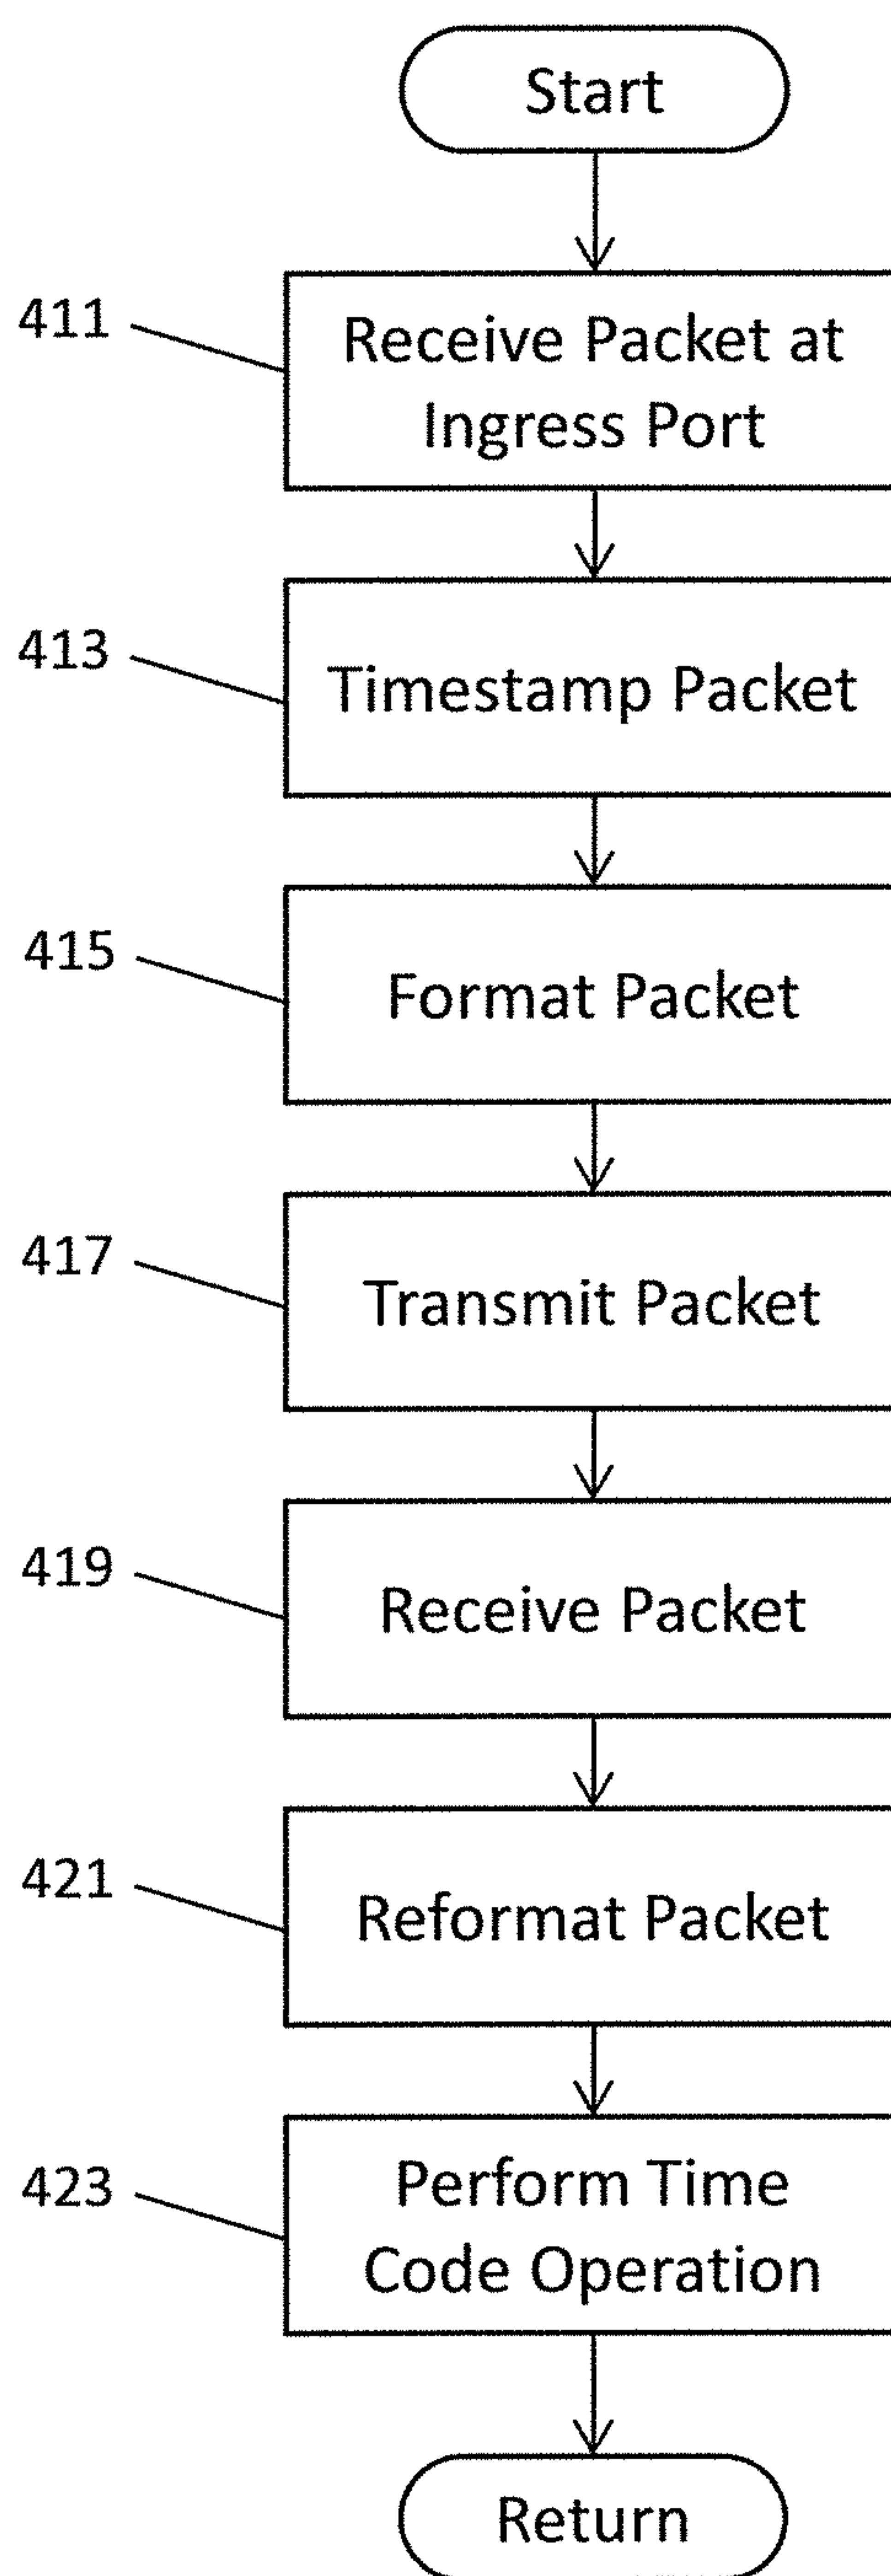 Start
411
Receive Packet at
Ingress Port
413
Timestamp Packet
415
Format Packet
417
Transmit Packet
419
Receive Packet
421
Reformat Packet
423
Perform Time
Code Operation
Return